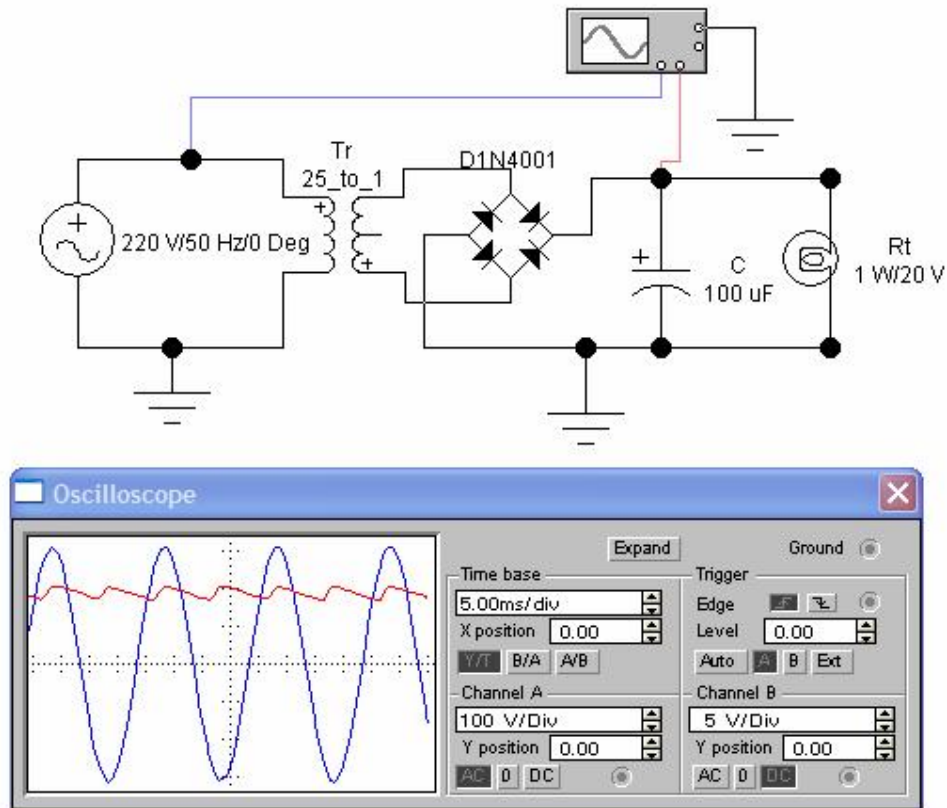 Tr
25_to_1
D1N4001
220 V/50 Hz/0 Deg
+
C
100 uF
Rt
1 W/20 V
Oscilloscope
Expand
Ground
Time base
5.00ms/div
X position 0.00
Y/T B/A A/B
Trigger
Edge
Level 0.00
Auto A B Ext
Channel A
100 V/Div
Y position 0.00
AC 0 DC
Channel B
5 V/Div
Y position 0.00
AC 0 DC